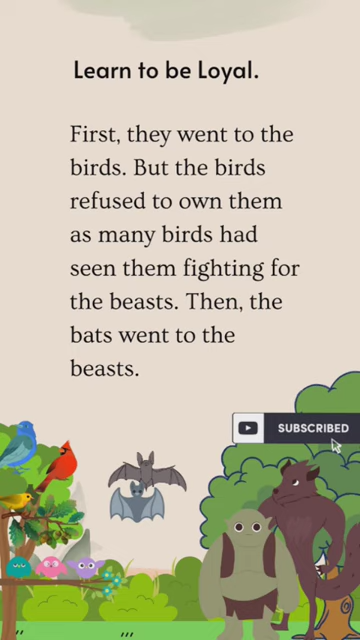 Learn to be Loyal.
First, they went to the
birds. But the birds
refused to own them
as many birds had
seen them fighting for
the beasts. Then, the
bats went to the
beasts.
SUBSCRIBED